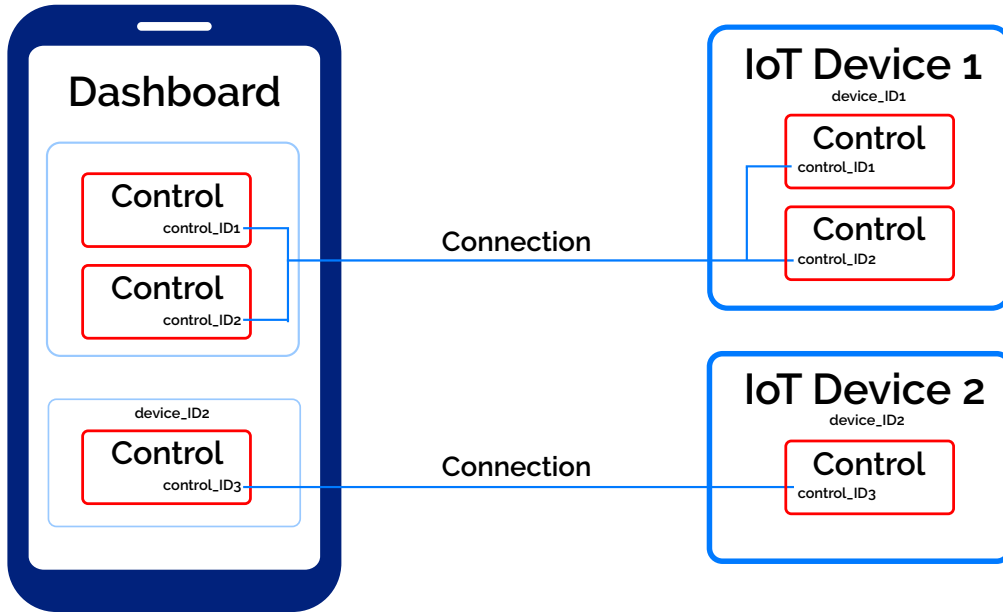 Dashboard
Control
control_ID1
Control
control_ID2
device_ID2
Control
control_ID3
Connection
Connection
IoT Device 1
device_ID1
Control
control_ID1
Control
control_ID2
IoT Device 2
device_ID2
Control
control_ID3